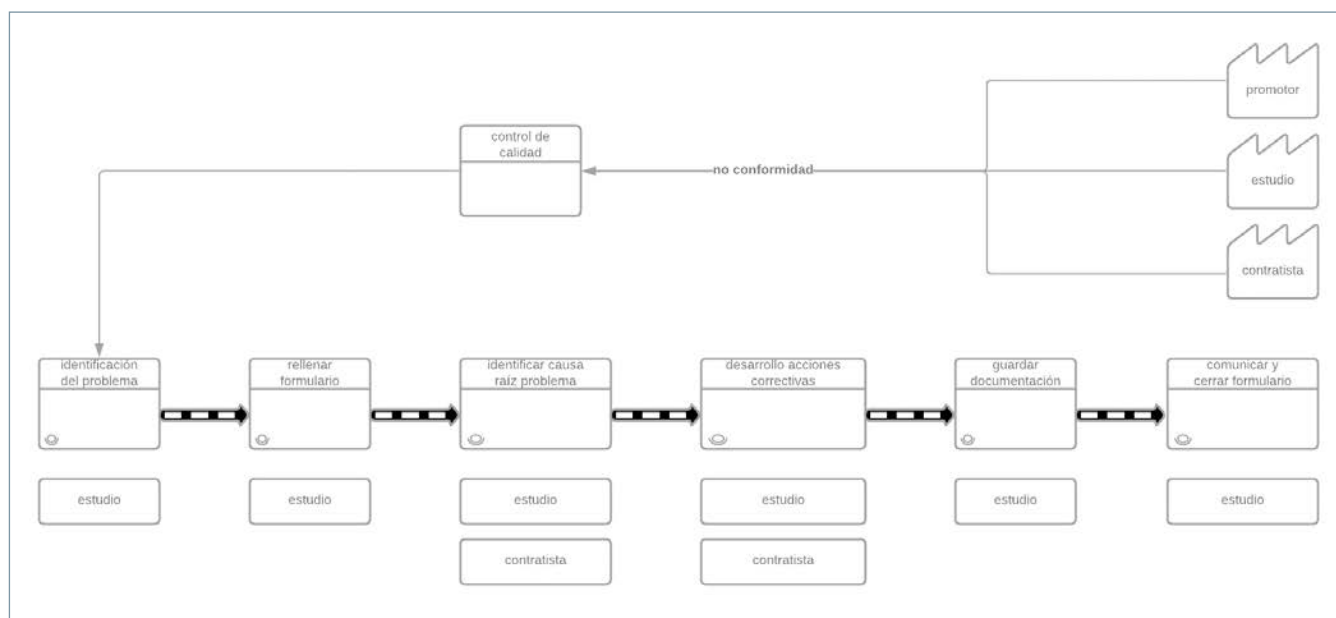 promotor
control de
calidad
no conformidad
estudio
contratista
identificación
del problema
rellenar
formulario
identificar causa
raíz problema
desarrollo acciones
correctivas
guardar
documentación
comunicar y
cerrar formulario
estudio
estudio
estudio
estudio
estudio
estudio
contratista
contratista